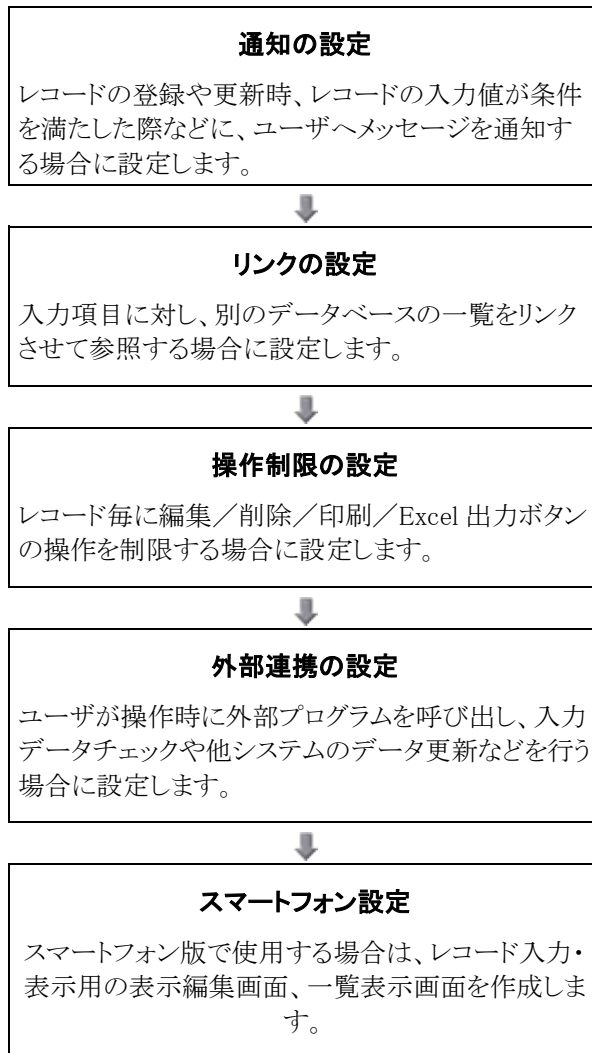 通知の設定
レコードの登録や更新時、レコードの入力値が条件
を満たした際などに、ユーザへメッセージを通知す
る場合に設定します。
リンクの設定
入力項目に対し、別のデータベースの一覧をリンク
させて参照する場合に設定します。
操作制限の設定
レコード毎に編集／削除／印刷／Excel 出力ボタン
の操作を制限する場合に設定します。
外部連携の設定
ユーザが操作時に外部プログラムを呼び出し、入力
データチェックや他システムのデータ更新などを行う
場合に設定します。
スマートフォン設定
スマートフォン版で使用する場合は、レコード入力・
表示用の表示編集画面、一覧表示画面を作成しま
す。